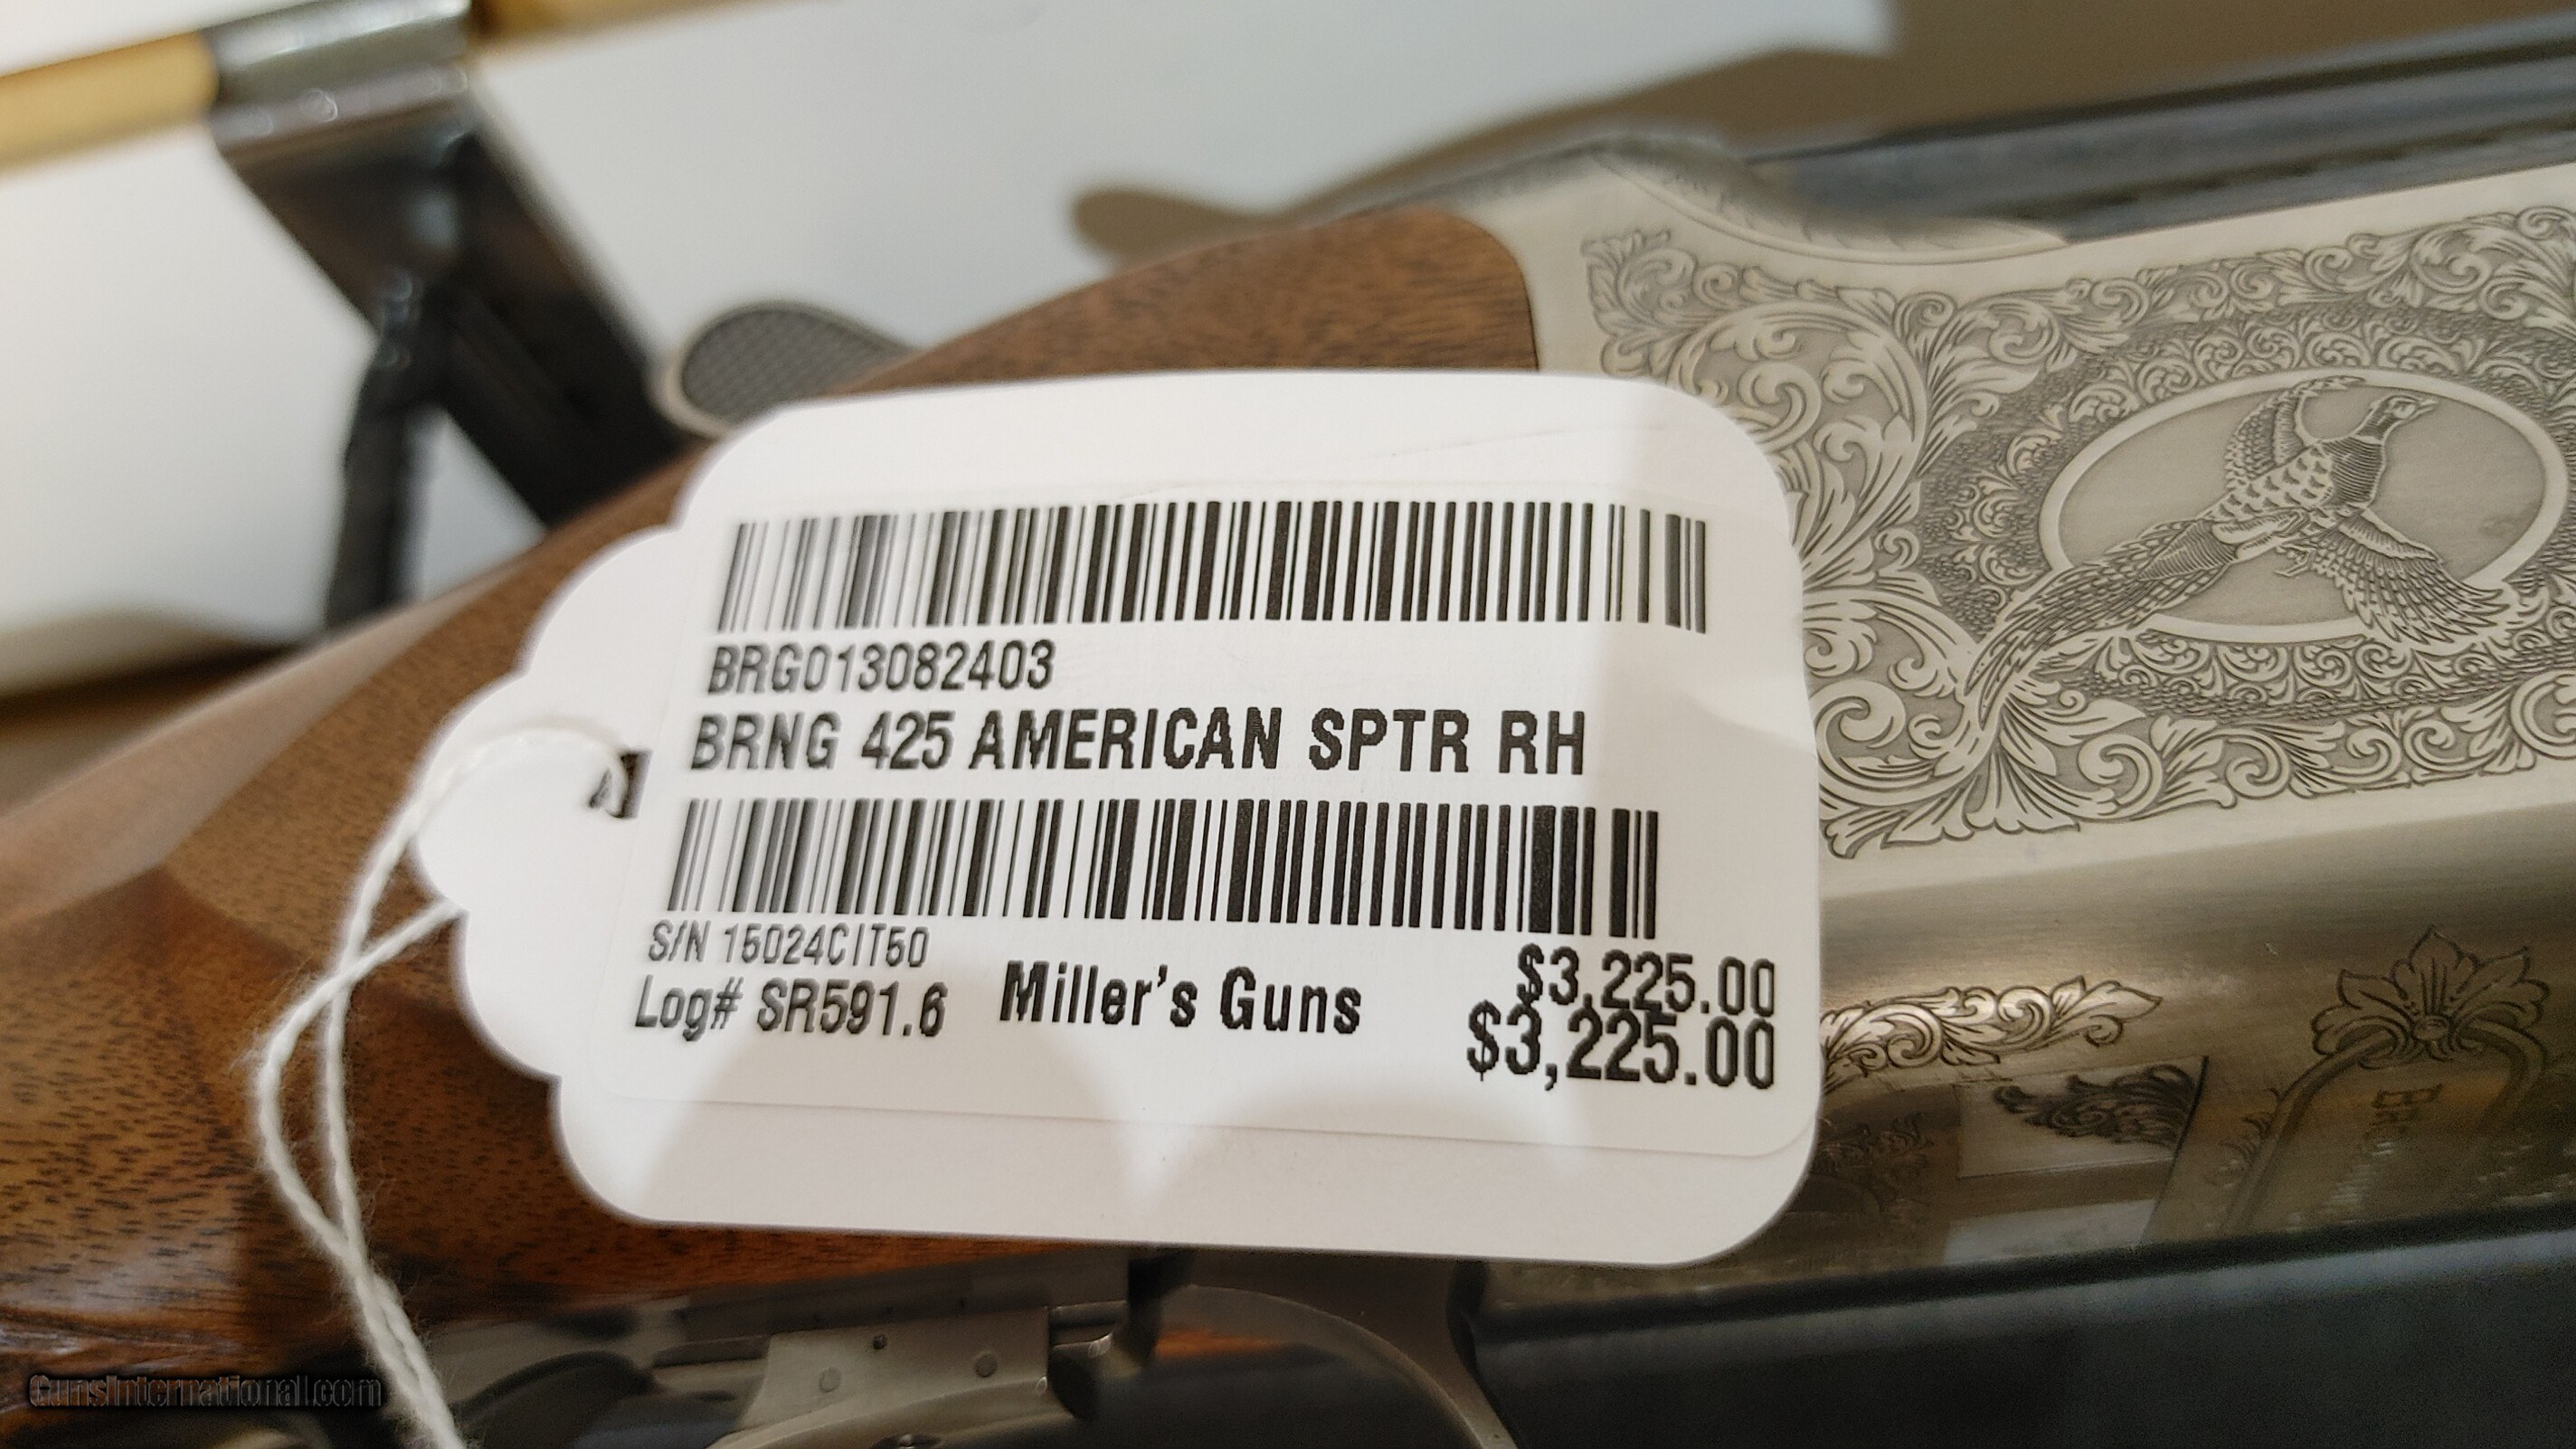 BRG013082403
BRNG 425 AMERICAN SPTR RH
S/N 15024CIT50
Log# SR591.6
Miller's Guns
$3,225.00
$3,225.00
GunsInternational.com